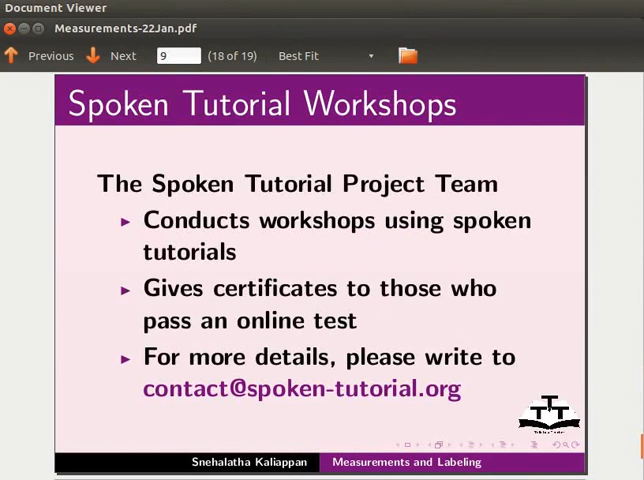 Document Viewer
Measurements-22Jan.pdf
Previous Next 9 (18 of 19) Best Fit
Spoken Tutorial Workshops
The Spoken Tutorial Project Team
Conducts workshops using spoken
tutorials
Gives certificates to those who
pass an online test
For more details, please write to
contact@spoken-tutorial.org
Snehalatha Kaliappan Measurements and Labeling